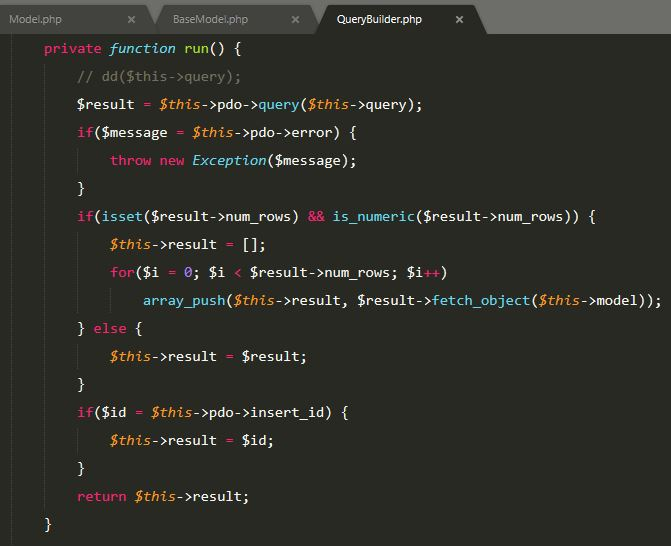 Model.php × BaseModel.php × QueryBuilder.php ×
private function run() {
// dd($this->query);
$result = $this->pdo->query($this->query);
if($message = $this->pdo->error) {
throw new Exception($message);
}
if(isset($result->num_rows) && is_numeric($result->num_rows)) {
$this->result = [];
for($i = 0; $i < $result->num_rows; $i++)
array_push($this->result, $result->fetch_object($this->model));
} else {
$this->result = $result;
}
if($id = $this->pdo->insert_id) {
$this->result = $id;
}
return $this->result;
}